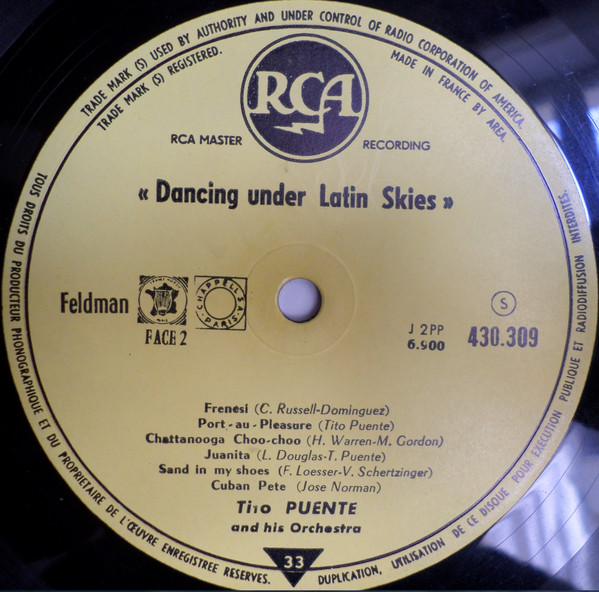 TRADE MARK (S) USED BY AUTHORITY AND UNDER CONTROL OF RADIO CORPORATION OF AMERICA.
TRADE MARK (S) REGISTERED.
MADE IN FRANCE BY AREA.
RCA
RCA MASTER RECORDING
« Dancing under Latin Skies »
Feldman
CHAPPELL S.A.
PARIS
FACE 2
S
J 2PP
6.900
430.309
Frenesi (C. Russell-Dominguez)
Port-au-Pleasure (Tito Puente)
Chattanooga Choo-choo (H. Warren-M. Gordon)
Juanita (L. Douglas-T. Puente)
Sand in my shoes (F. Loesser-V. Schertzinger)
Cuban Pete (Jose Norman)
Tito PUENTE
and his Orchestra
33
TOUS DROITS DU PRODUCTEUR PHONOGRAPHIQUE ET DU PROPRIETAIRE DE L'ŒUVRE ENREGISTREE RESERVES.
DUPLICATION, UTILISATION DE CE DISQUE POUR EXECUTION PUBLIQUE ET RADIODIFFUSION INTERDITES.